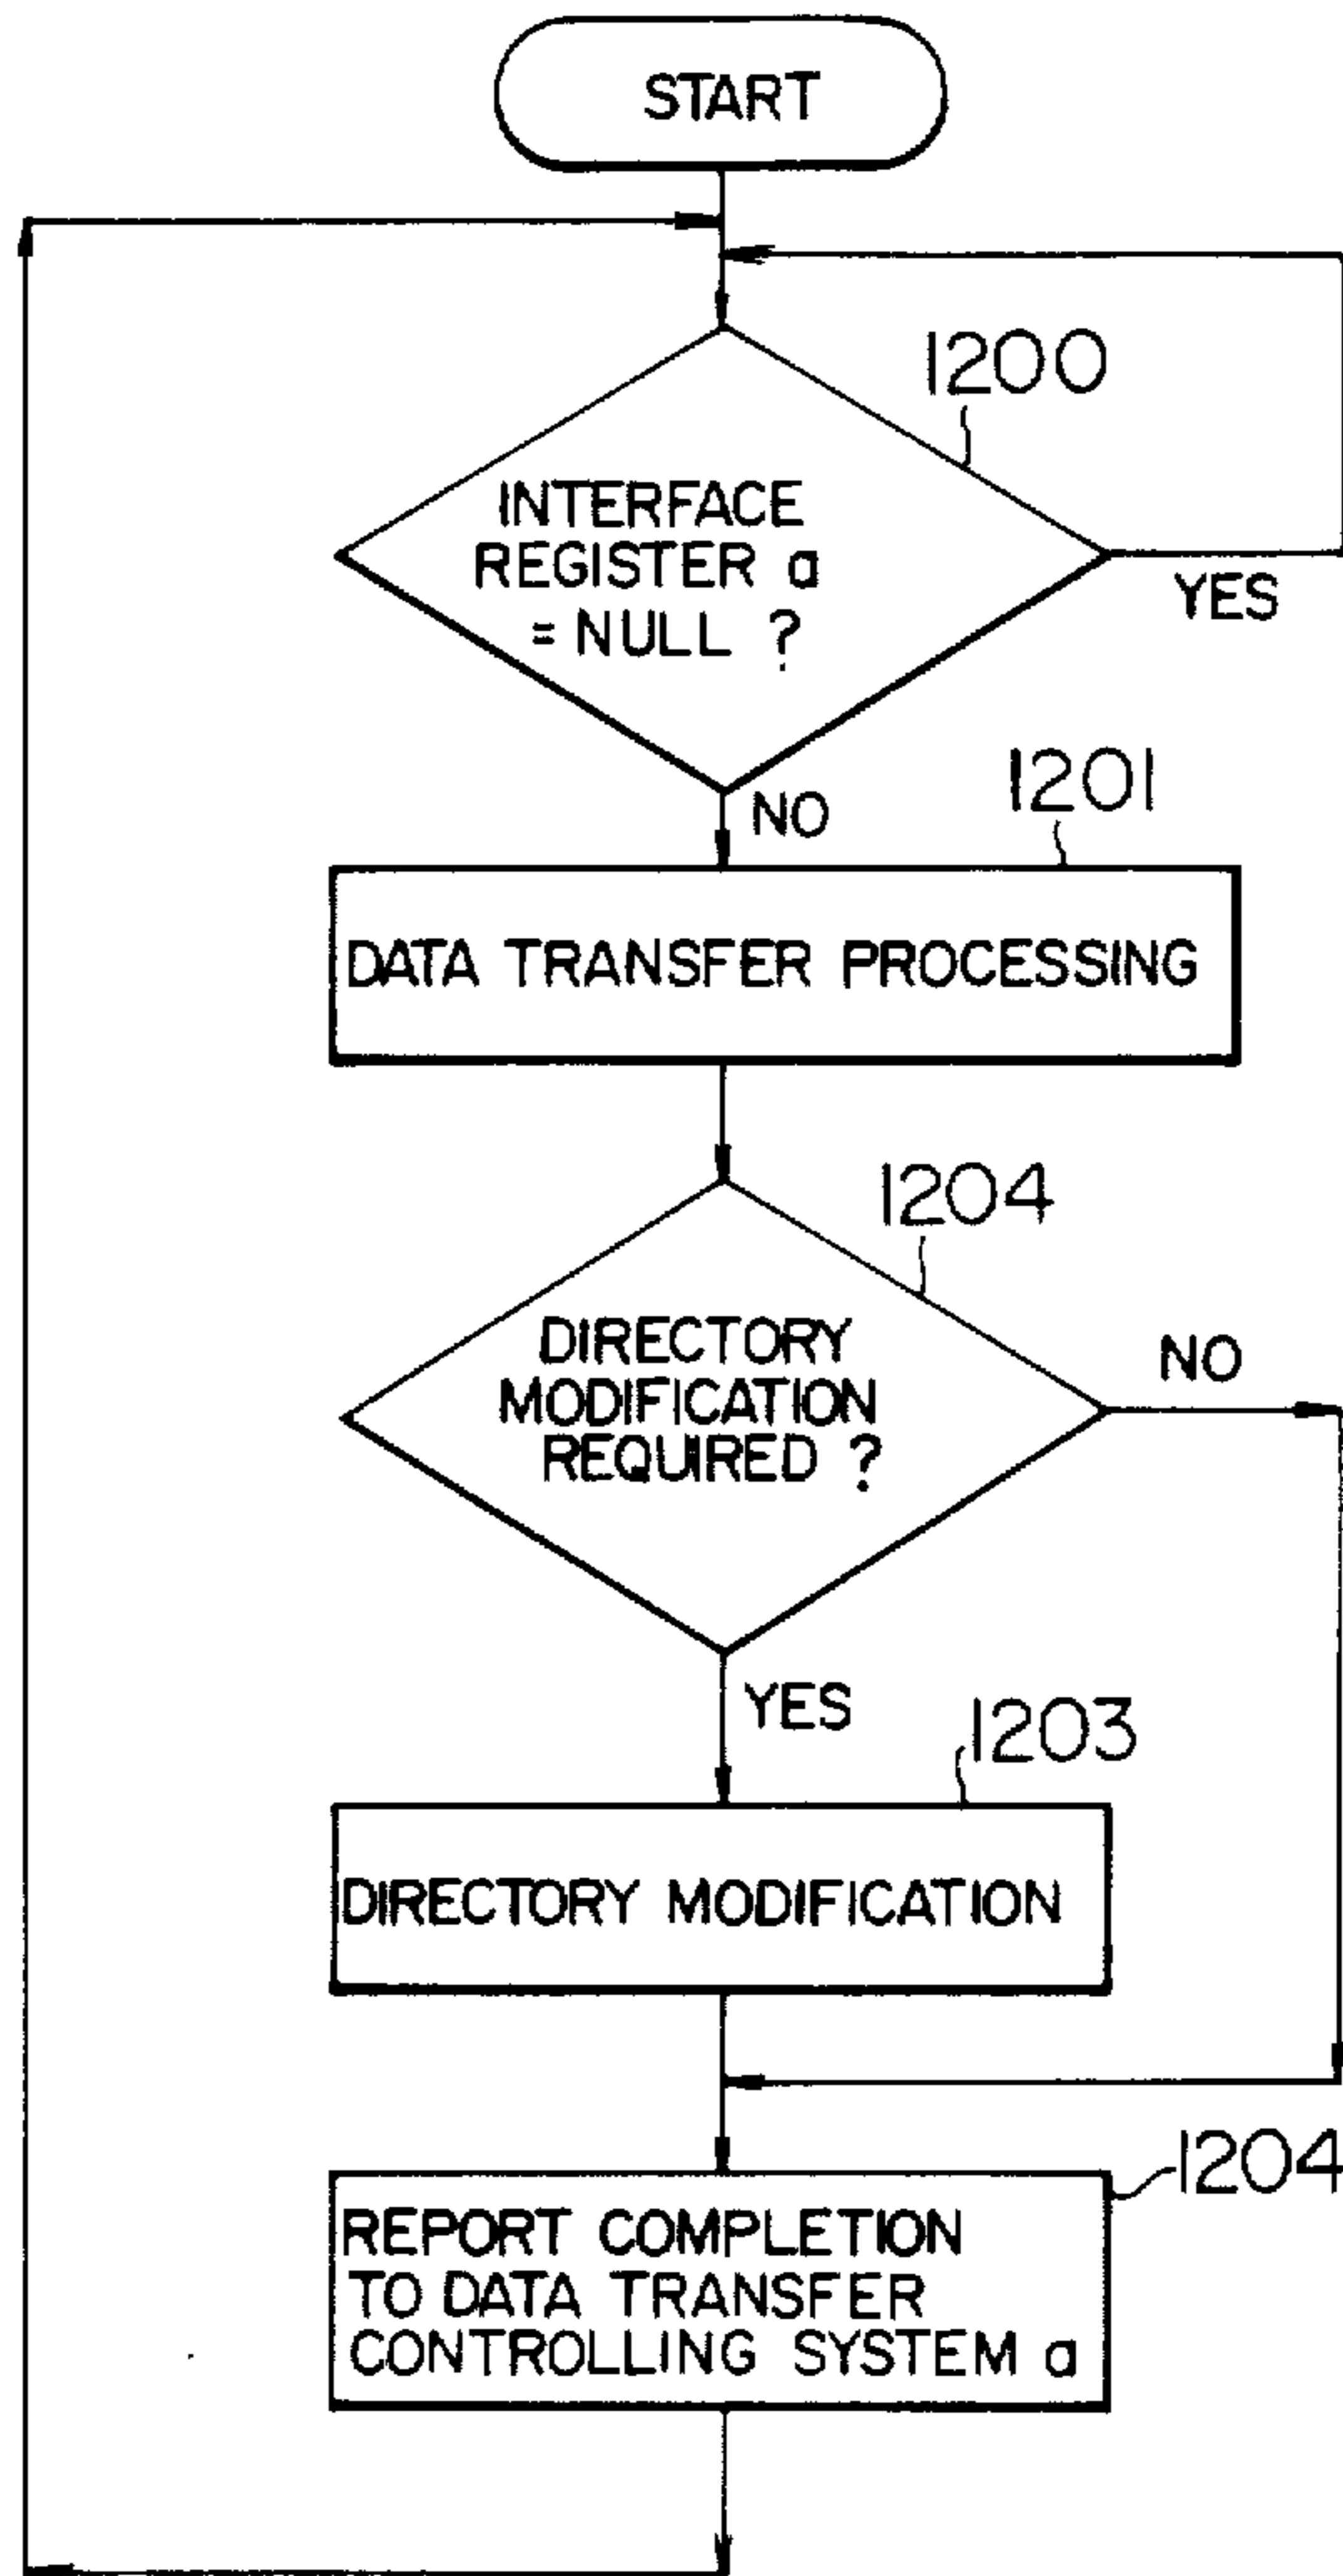 START
1200
INTERFACE
REGISTER a
= NULL ?
YES
NO
1201
DATA TRANSFER PROCESSING
1204
DIRECTORY
MODIFICATION
REQUIRED ?
NO
YES
1203
DIRECTORY MODIFICATION
1204
REPORT COMPLETION
TO DATA TRANSFER
CONTROLLING SYSTEM a